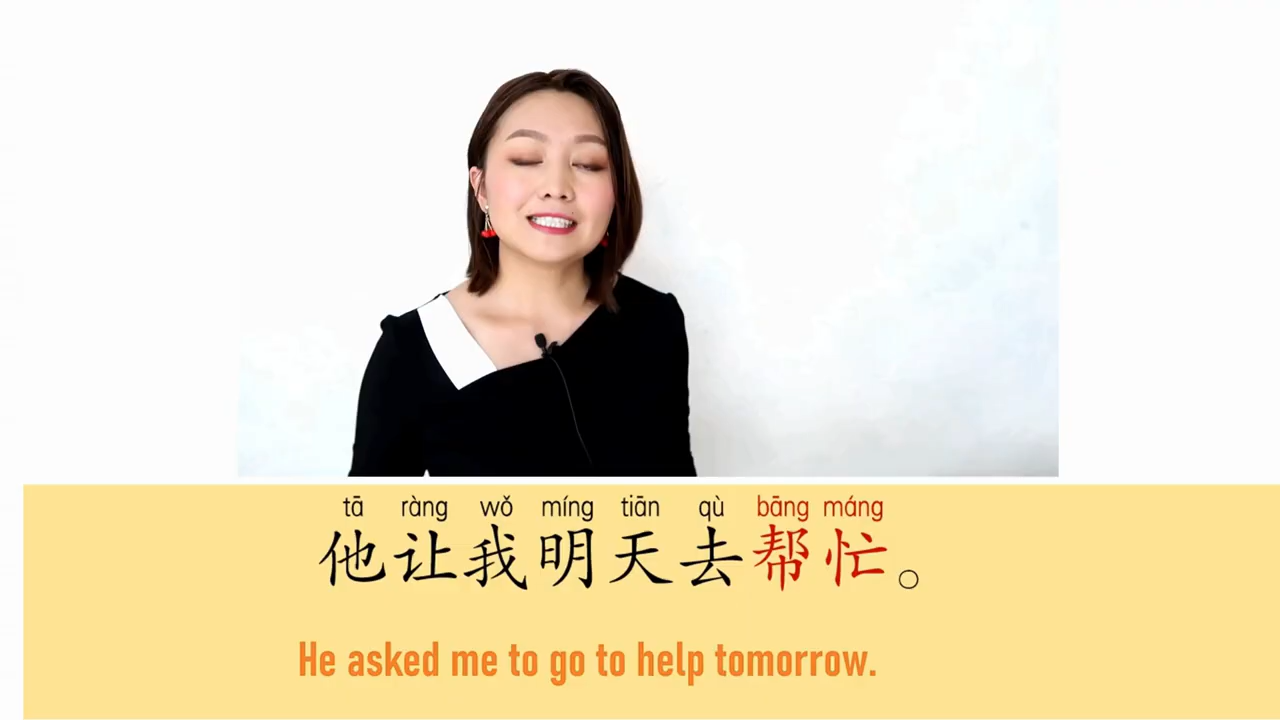 tā ràng wǒ míng tiān qù bāng máng
他让我明天去帮忙。
He asked me to go to help tomorrow.